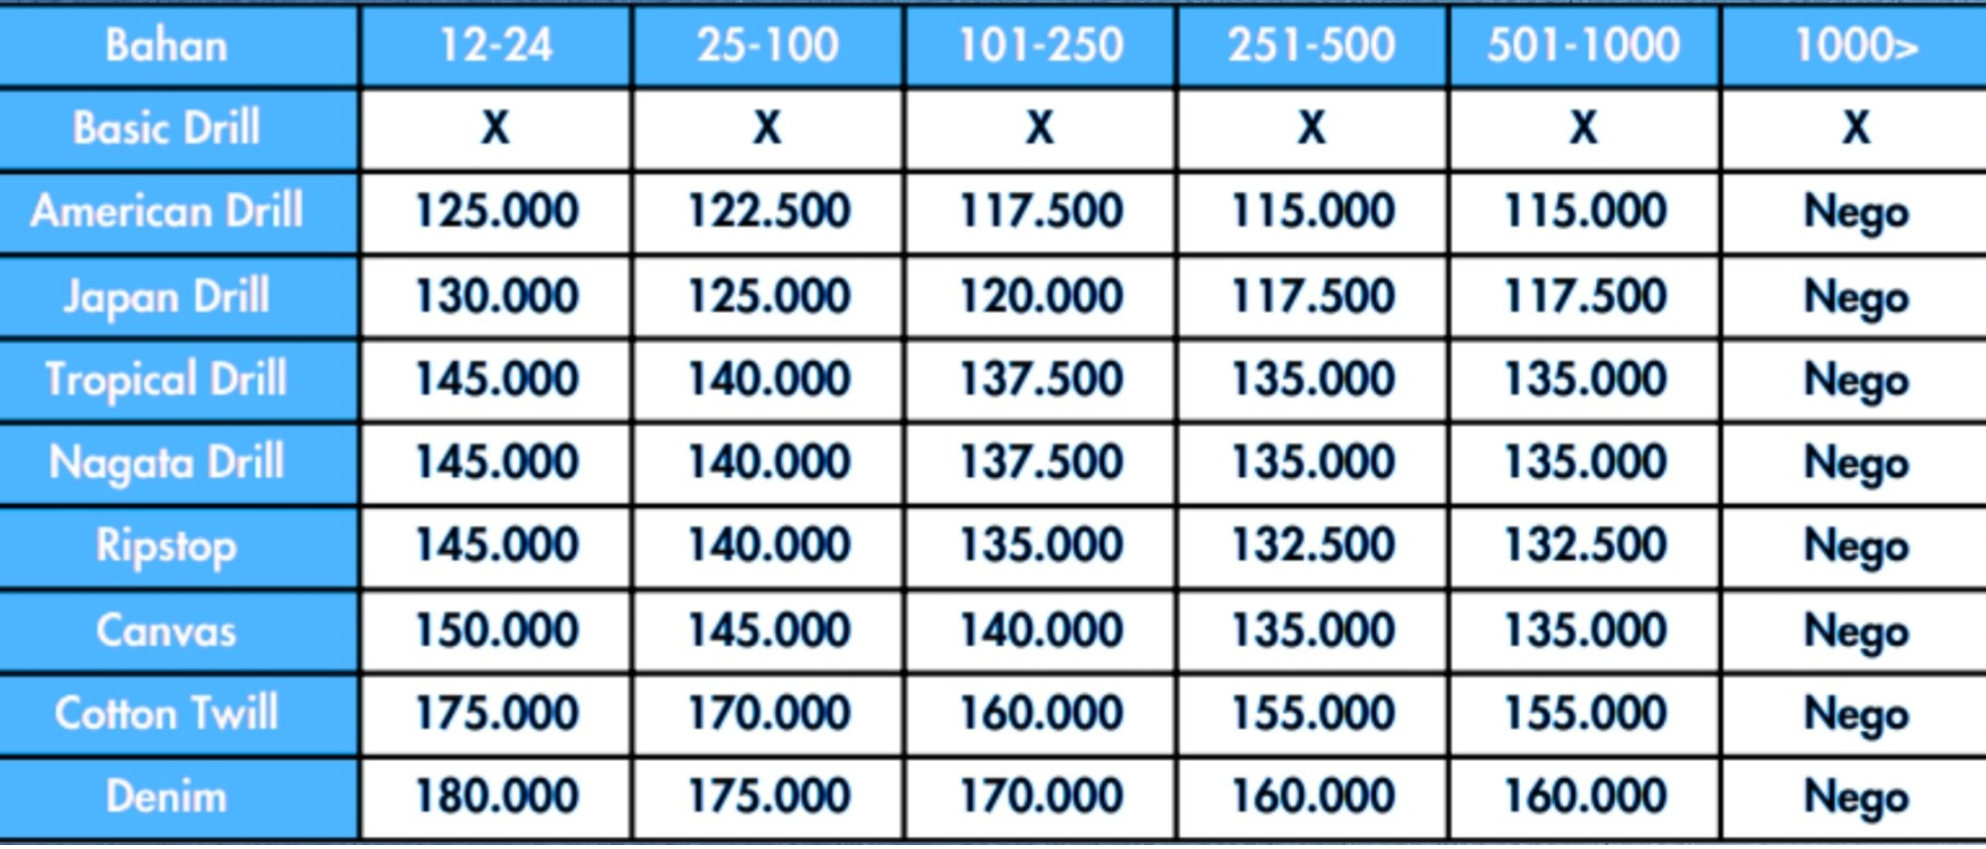 Bahan 12-24 25-100 101-250 251-500 501-1000 1000>
Basic Drill X X X X X X
American Drill 125.000 122.500 117.500 115.000 115.000 Nego
Japan Drill 130.000 125.000 120.000 117.500 117.500 Nego
Tropical Drill 145.000 140.000 137.500 135.000 135.000 Nego
Nagata Drill 145.000 140.000 137.500 135.000 135.000 Nego
Ripstop 145.000 140.000 135.000 132.500 132.500 Nego
Canvas 150.000 145.000 140.000 135.000 135.000 Nego
Cotton Twill 175.000 170.000 160.000 155.000 155.000 Nego
Denim 180.000 175.000 170.000 160.000 160.000 Nego